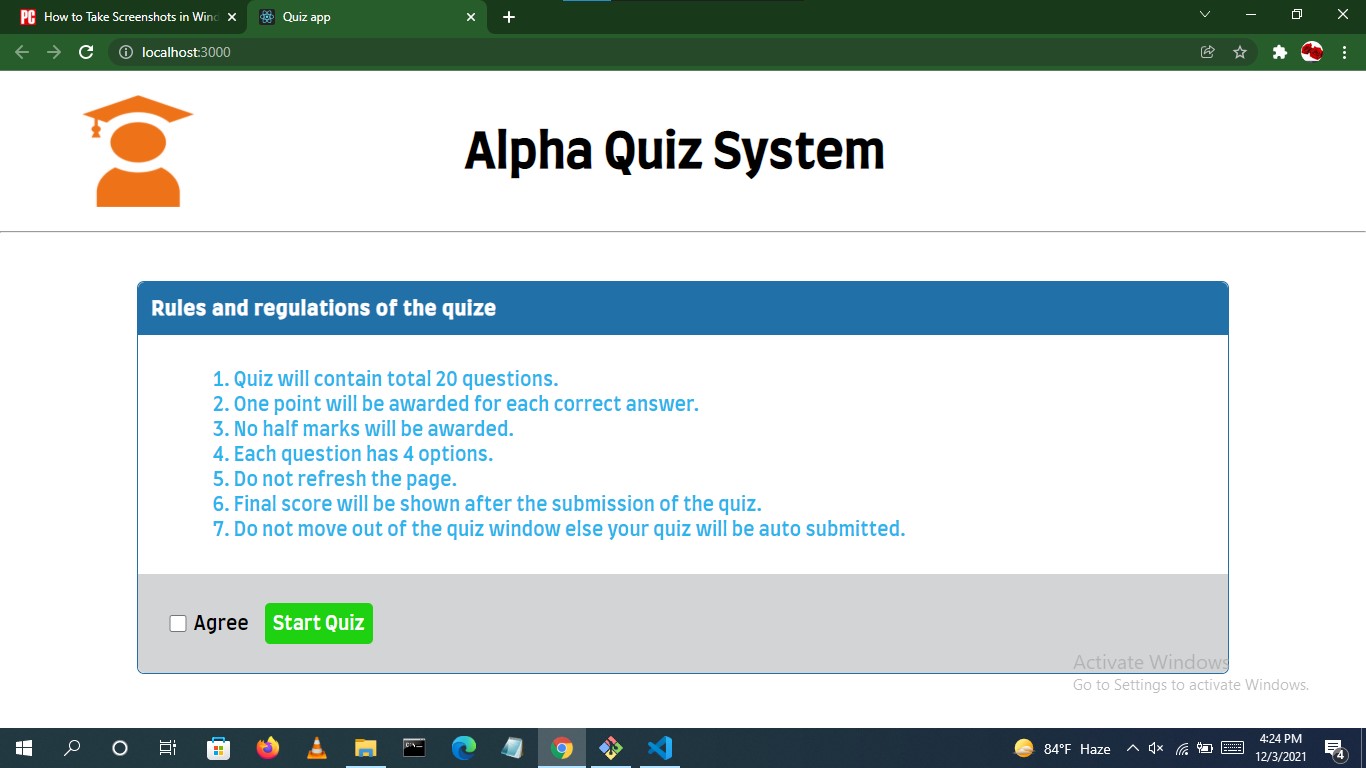 PC How to Take Screenshots in Wind
Quiz app
localhost:3000
Alpha Quiz System
Rules and regulations of the quize
1. Quiz will contain total 20 questions.
2. One point will be awarded for each correct answer.
3. No half marks will be awarded.
4. Each question has 4 options.
5. Do not refresh the page.
6. Final score will be shown after the submission of the quiz.
7. Do not move out of the quiz window else your quiz will be auto submitted.
Agree
Start Quiz
Activate Windows
Go to Settings to activate Windows.
84°F Haze
4:24 PM
12/3/2021
4